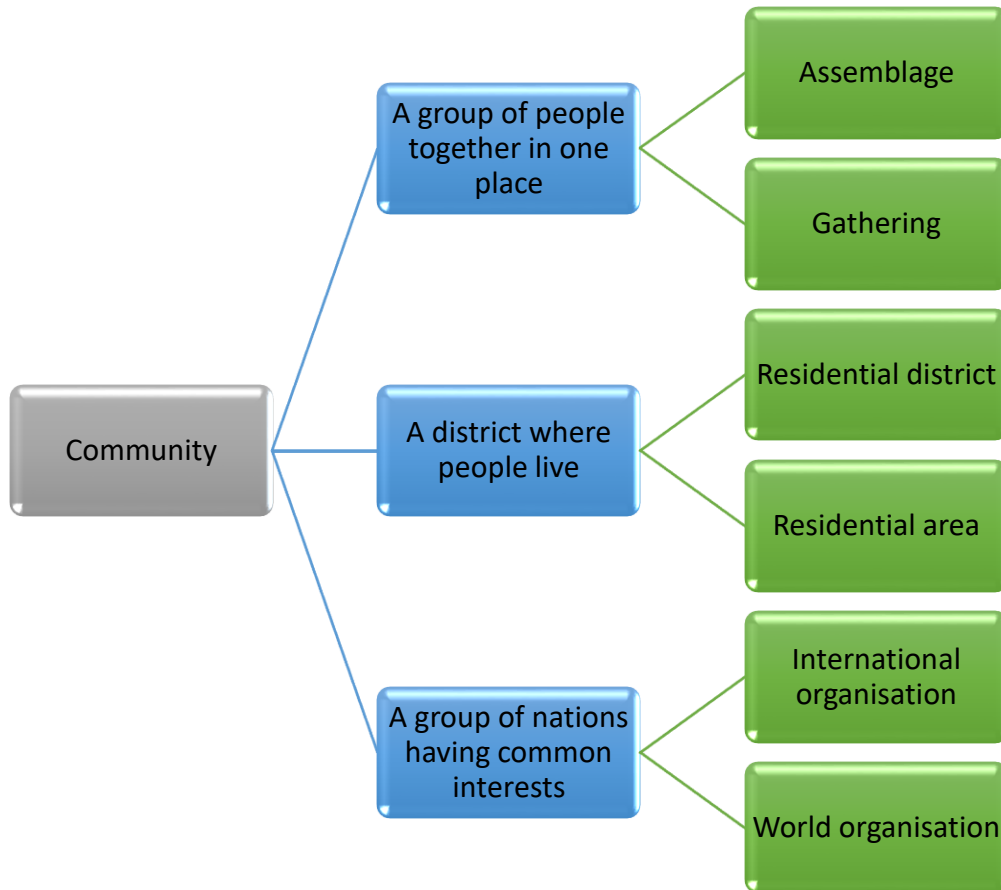 Community
A group of people
together in one
place
Assemblage
Gathering
A district where
people live
Residential district
Residential area
A group of nations
having common
interests
International
organisation
World organisation